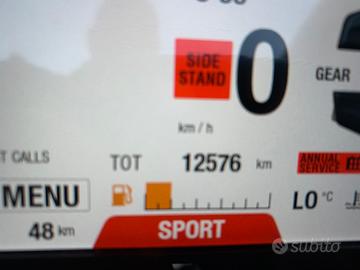 SIDE
STAND
0
GEAR
km/h
T CALLS
TOT 12576 km
ANNUAL
SERVICE
MENU
LO °C
48 km
SPORT
subito